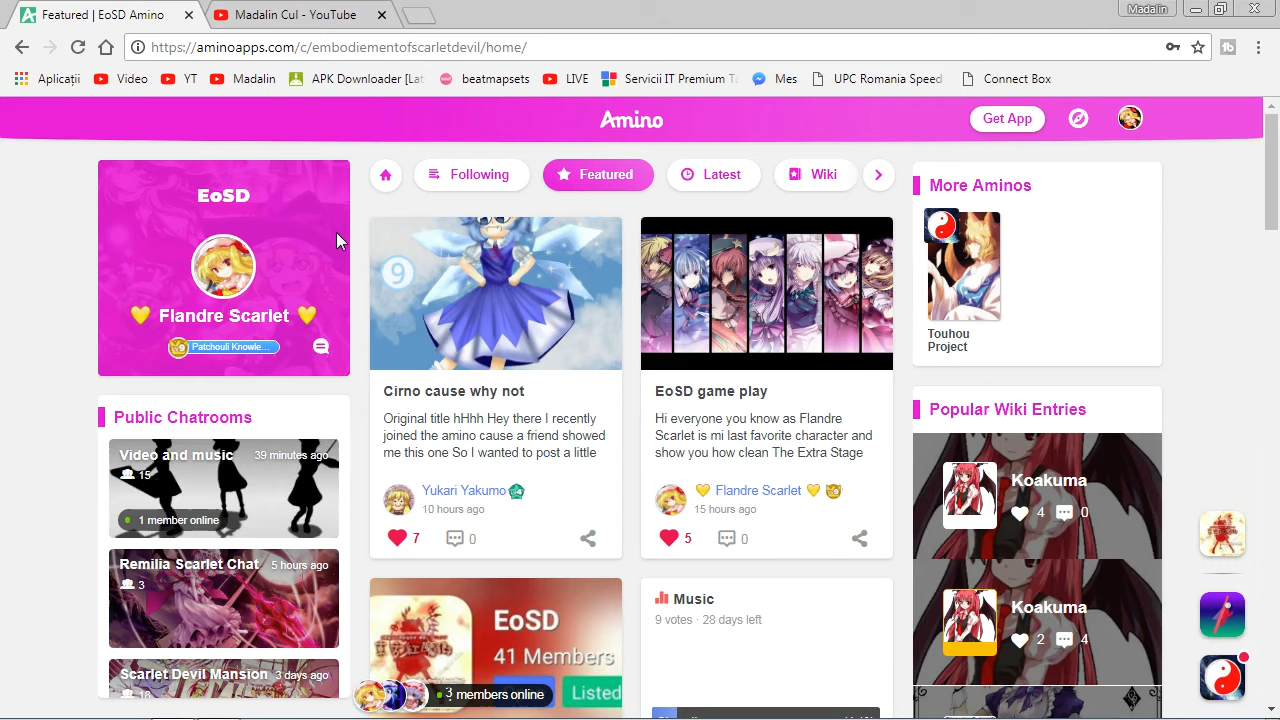 Featured | EoSD Amino
Madalin Cul - YouTube
Madalin
https://aminoapps.com/c/embodiementofscarletdevil/home/
Aplicații
Video
YT
Madalin
APK Downloader [Lat
beatmapsets
LIVE
Servicii IT Premium T
Mes
UPC Romania Speed
Connect Box
Amino
Get App
EoSD
💛 Flandre Scarlet 💛
Patchouli Knowle...
Following
Featured
Latest
Wiki
Public Chatrooms
Video and music
39 minutes ago
15
1 member online
Remilia Scarlet Chat
5 hours ago
3
Scarlet Devil Mansion
3 days ago
18
9
Cirno cause why not
Original title hHhh Hey there I recently
joined the amino cause a friend showed
me this one So I wanted to post a little
Yukari Yakumo
10 hours ago
7
0
EoSD game play
Hi everyone you know as Flandre
Scarlet is mi last favorite character and
show you how clean The Extra Stage
💛 Flandre Scarlet 💛
15 hours ago
5
0
EoSD
41 Members
Listed
3 members online
Music
9 votes · 28 days left
More Aminos
Touhou
Project
Popular Wiki Entries
Koakuma
4
0
Koakuma
2
4